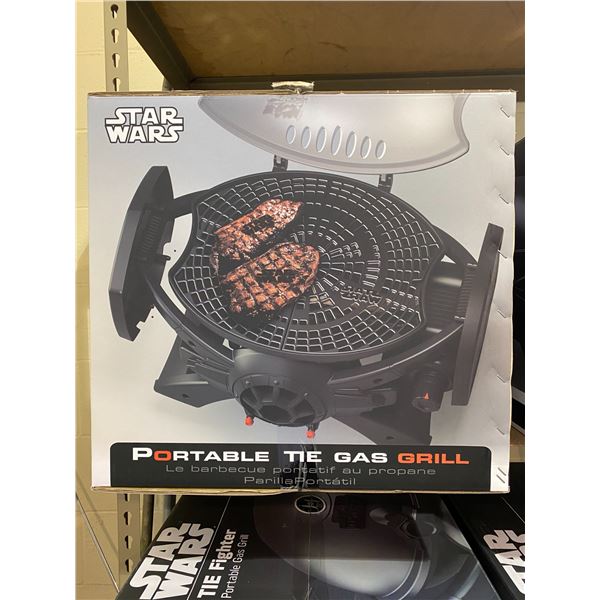 STAR
WARS
PORTABLE TIE GAS GRILL
Le barbecue portatif au propane
ParillaPortátil
STAR
WARS
TIE Fighter
Portable Gas Grill
STAR
WARS